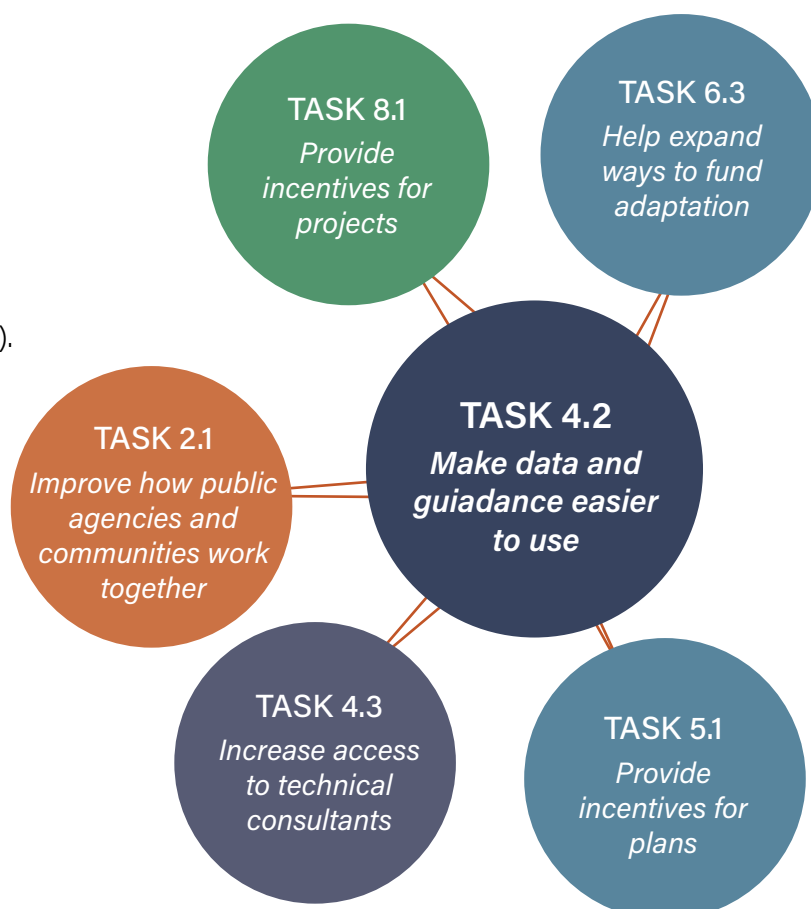 TASK 8.1
Provide
incentives for
projects
TASK 6.3
Help expand
ways to fund
adaptation
).
TASK 2.1
Improve how public
agencies and
communities work
together
TASK 4.2
Make data and
guiadance easier
to use
TASK 4.3
Increase access
to technical
consultants
TASK 5.1
Provide
incentives for
plans